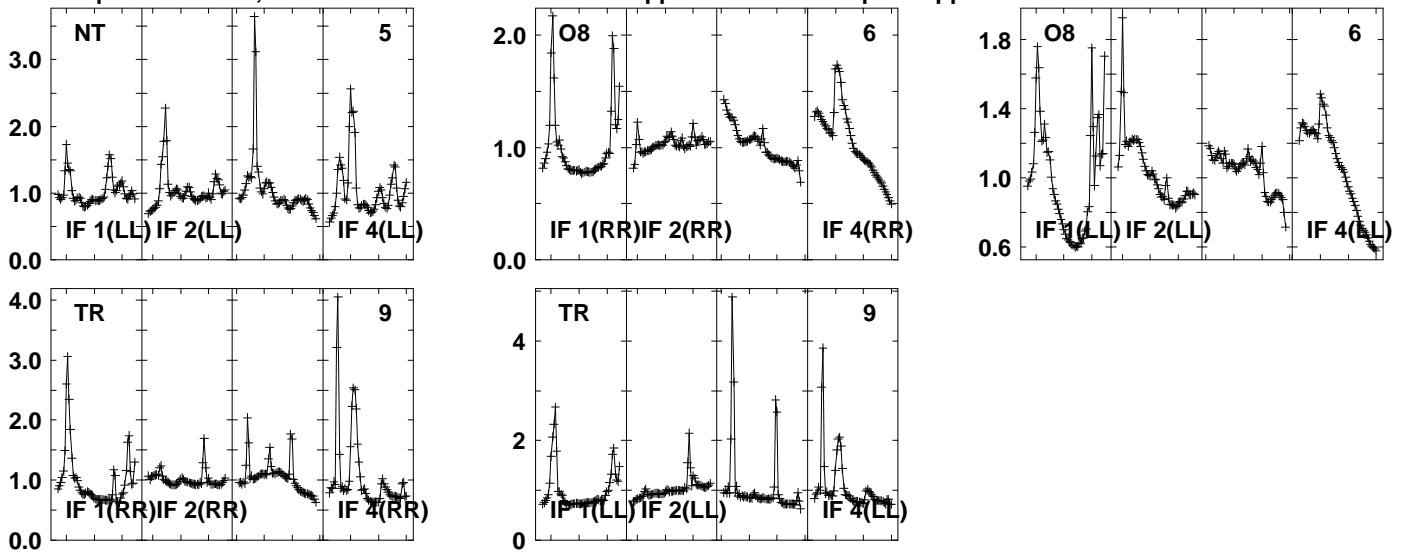 NT 5
3.0
2.0
1.0
0.0
IF 1(LL) IF 2(LL) IF 4(LL)
O8 6
2.0
1.0
0.0
IF 1(RR) IF 2(RR) IF 4(RR)
O8 6
1.8
1.4
1.0
0.6
IF 1(LL) IF 2(LL) IF 4(LL)
TR 9
4.0
3.0
2.0
1.0
0.0
IF 1(RR) IF 2(RR) IF 4(RR)
TR 9
4
2
0
IF 1(LL) IF 2(LL) IF 4(LL)